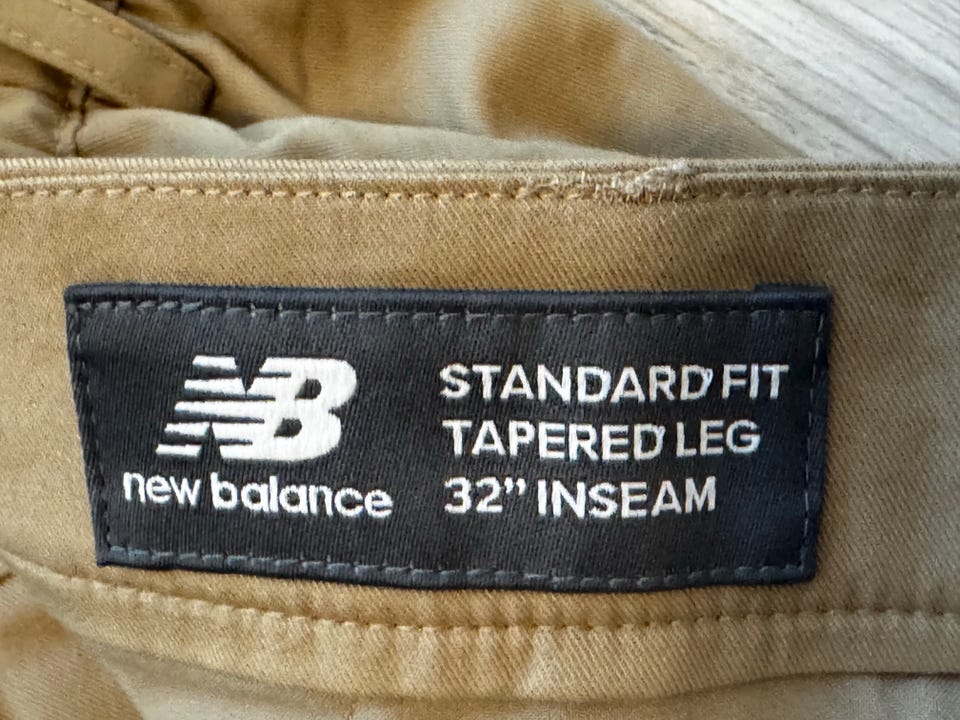 NB
new balance
STANDARD FIT
TAPERED LEG
32” INSEAM